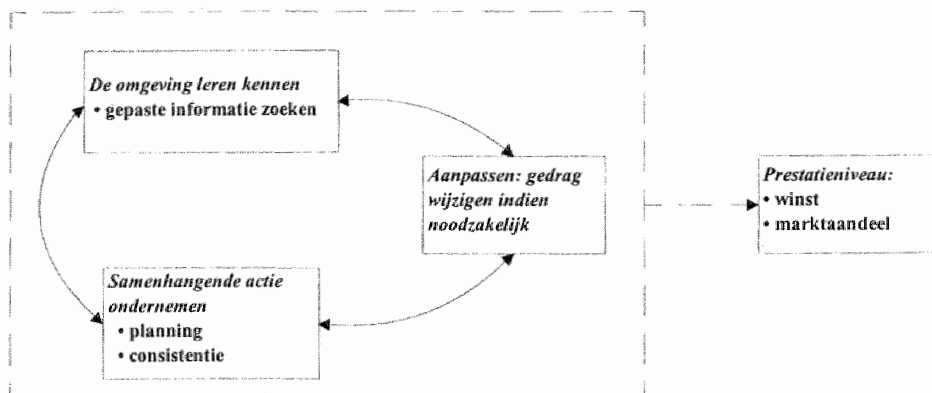 De omgeving leren kennen
• gepaste informatie zoeken
Aanpassen: gedrag
wijzigen indien
noodzakelijk
Prestatieniveau:
• winst
• marktaandeel
Samenhangende actie
ondernemen
• planning
• consistentie